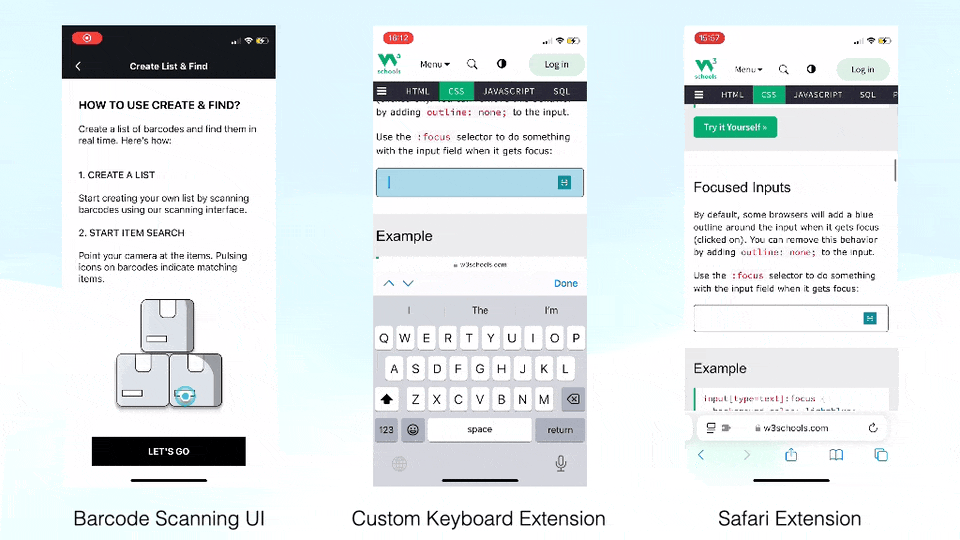 Create List & Find
HOW TO USE CREATE & FIND?
Create a list of barcodes and find them in
real time. Here's how:
1. CREATE A LIST
Start creating your own list by scanning
barcodes using our scanning interface.
2. START ITEM SEARCH
Point your camera at the items. Pulsing
icons on barcodes indicate matching
items.
LET'S GO
Barcode Scanning UI
16:12
W3
schools
Menu
Log in
HTML CSS JAVASCRIPT SQL
by adding outline: none; to the input.
Use the :focus selector to do something
with the input field when it gets focus:
Example
w3schools.com
Done
I The I'm
Q W E R T Y U I O P
A S D F G H J K L
Z X C V B N M
123 space return
Custom Keyboard Extension
15:57
W3
schools
Menu
Log in
HTML CSS JAVASCRIPT SQL P
Try it Yourself »
Focused Inputs
By default, some browsers will add a blue
outline around the input when it gets focus
(clicked on). You can remove this behavior
by adding outline: none; to the input.
Use the :focus selector to do something
with the input field when it gets focus:
Example
input[type=text]:focus {
w3schools.com
Safari Extension